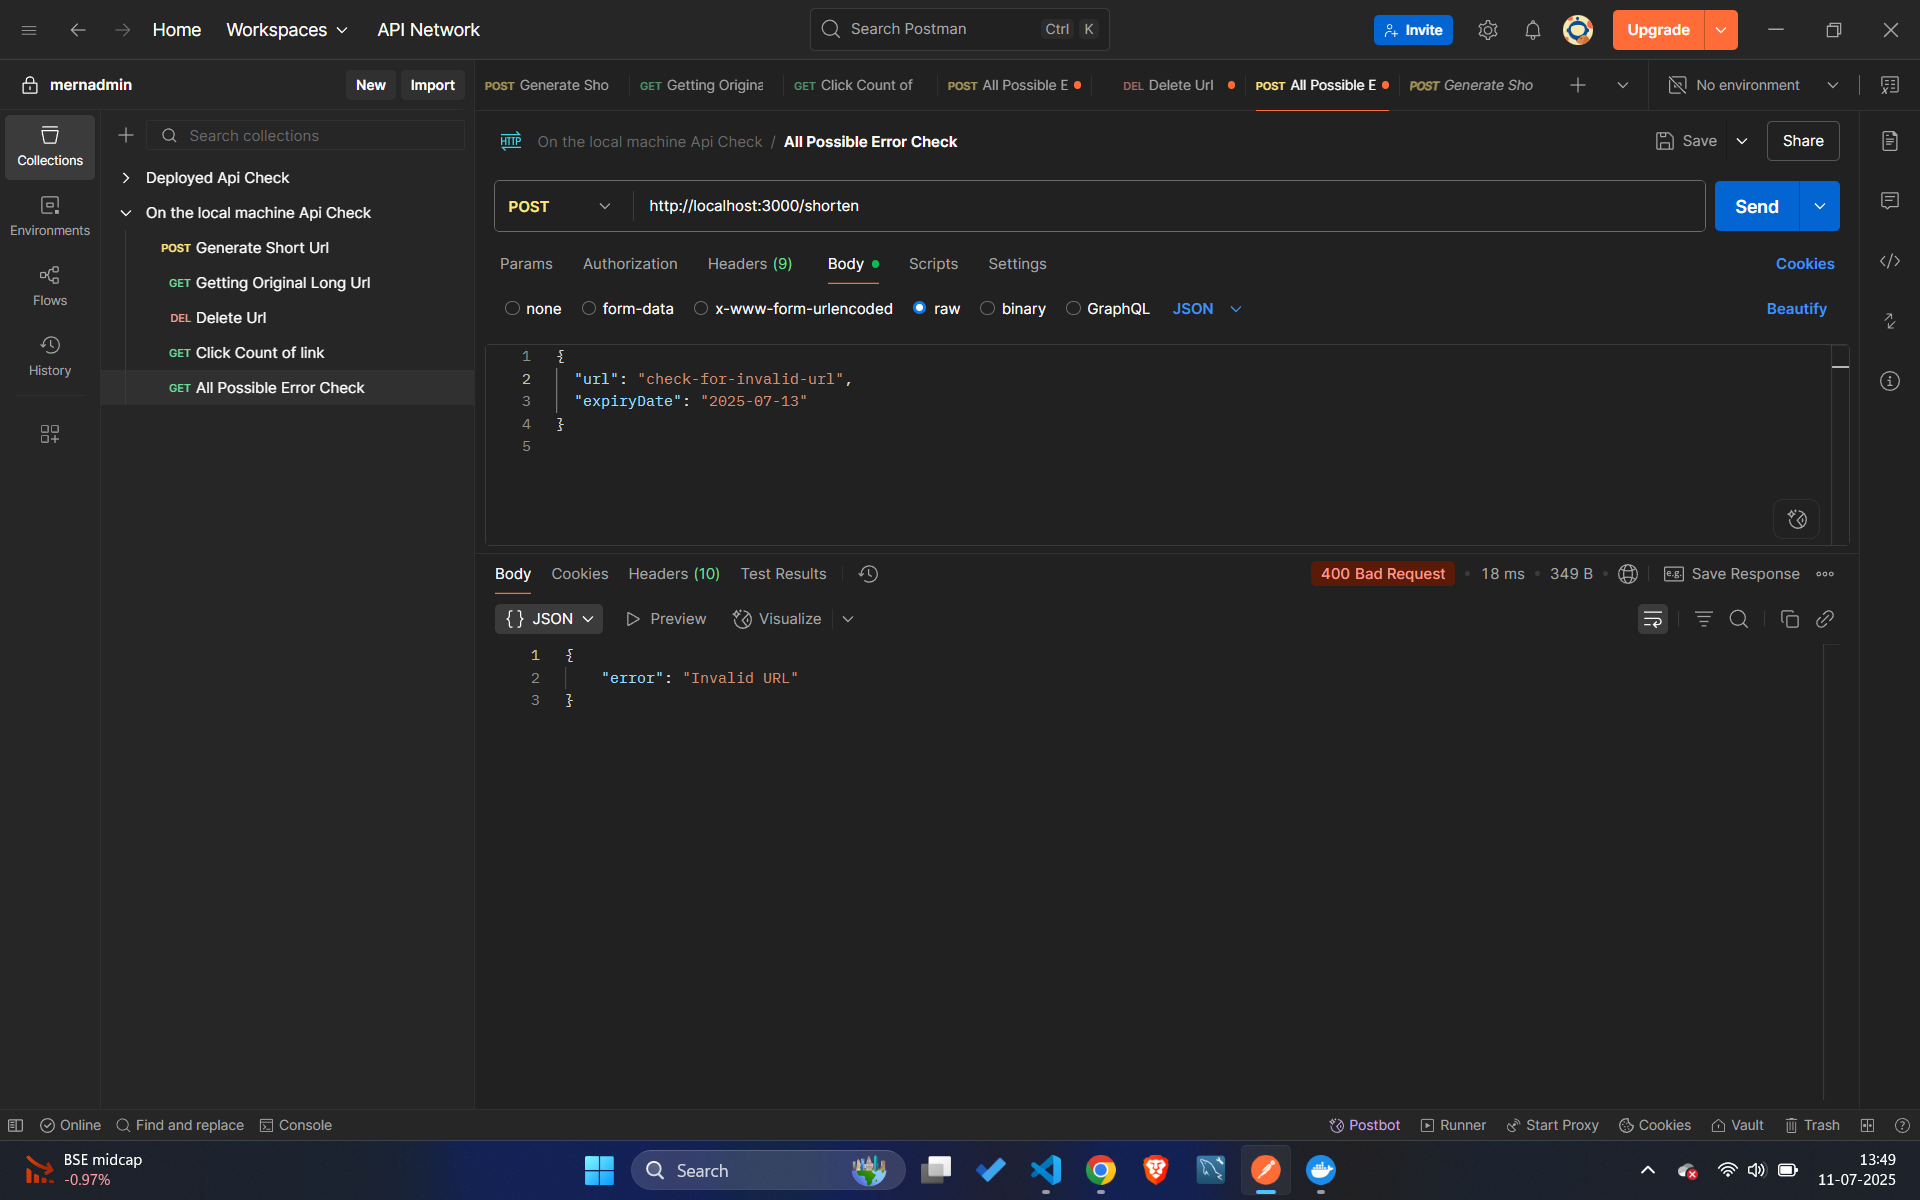 Home Workspaces API Network Search Postman Ctrl K Invite Upgrade
mernadmin New Import
POST Generate Sho GET Getting Origina GET Click Count of POST All Possible E DEL Delete Url POST All Possible E POST Generate Sho No environment
Collections
Environments
Flows
History
Search collections
Deployed Api Check
On the local machine Api Check
POST Generate Short Url
GET Getting Original Long Url
DEL Delete Url
GET Click Count of link
GET All Possible Error Check
HTTP On the local machine Api Check / All Possible Error Check Save Share
POST http://localhost:3000/shorten Send
Params Authorization Headers (9) Body Scripts Settings Cookies
none form-data x-www-form-urlencoded raw binary GraphQL JSON Beautify
1 {
2 "url": "check-for-invalid-url",
3 "expiryDate": "2025-07-13"
4 }
5
Body Cookies Headers (10) Test Results 400 Bad Request • 18 ms • 349 B • e.g. Save Response
{} JSON Preview Visualize
1 {
2 "error": "Invalid URL"
3 }
Online Find and replace Console Postbot Runner Start Proxy Cookies Vault Trash
BSE midcap
-0.97%
Search
13:49
11-07-2025